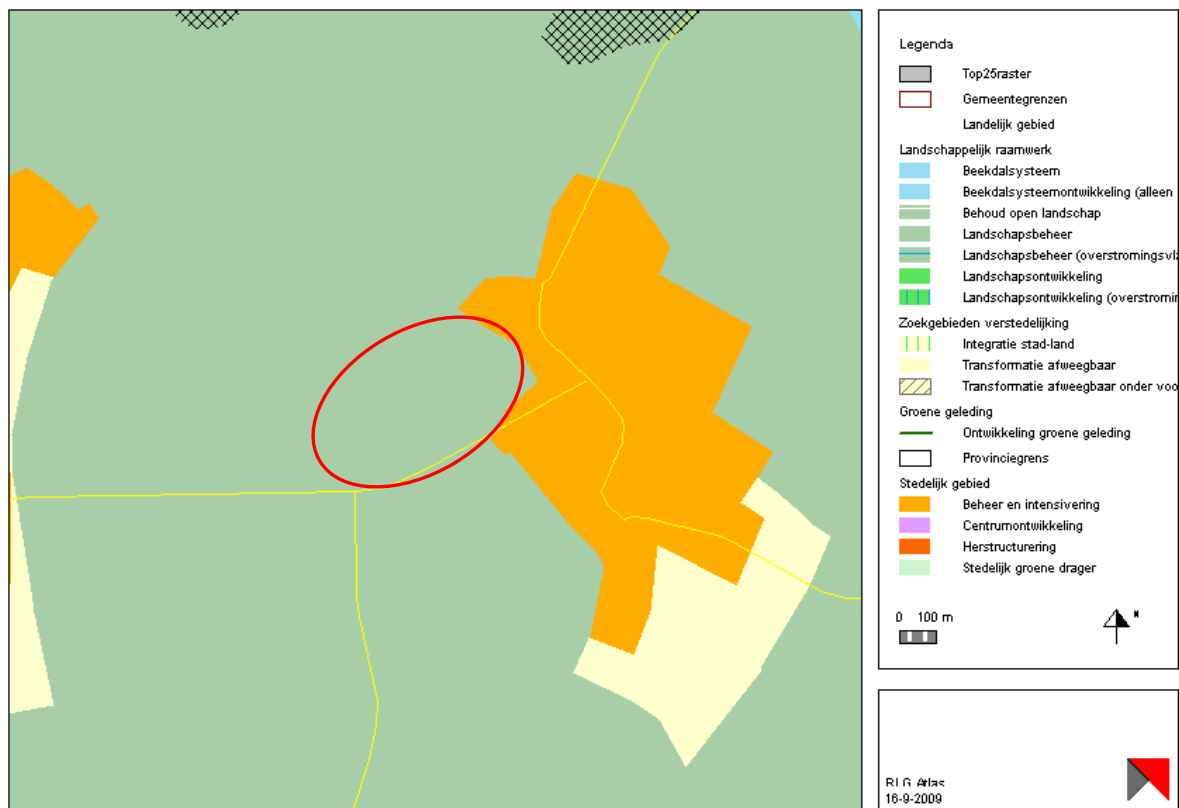 Legenda
Top25raster
Gemeentegrenzen
Landelijk gebied
Landschappelijk raamwerk
Beekdalsysteem
Beekdalsysteemontwikkeling (alleen
Behoud open landschap
Landschapsbeheer
Landschapsbeheer (overstromingsvla
Landschapsontwikkeling
Landschapsontwikkeling (overstromin
Zoekgebieden verstedelijking
Integratie stad-land
Transformatie afweegbaar
Transformatie afweegbaar onder voo
Groene geleding
Ontwikkeling groene geleding
Provinciegrens
Stedelijk gebied
Beheer en intensivering
Centrumontwikkeling
Herstructurering
Stedelijk groene drager
0 100 m
N
RLG Atlas
16-9-2009